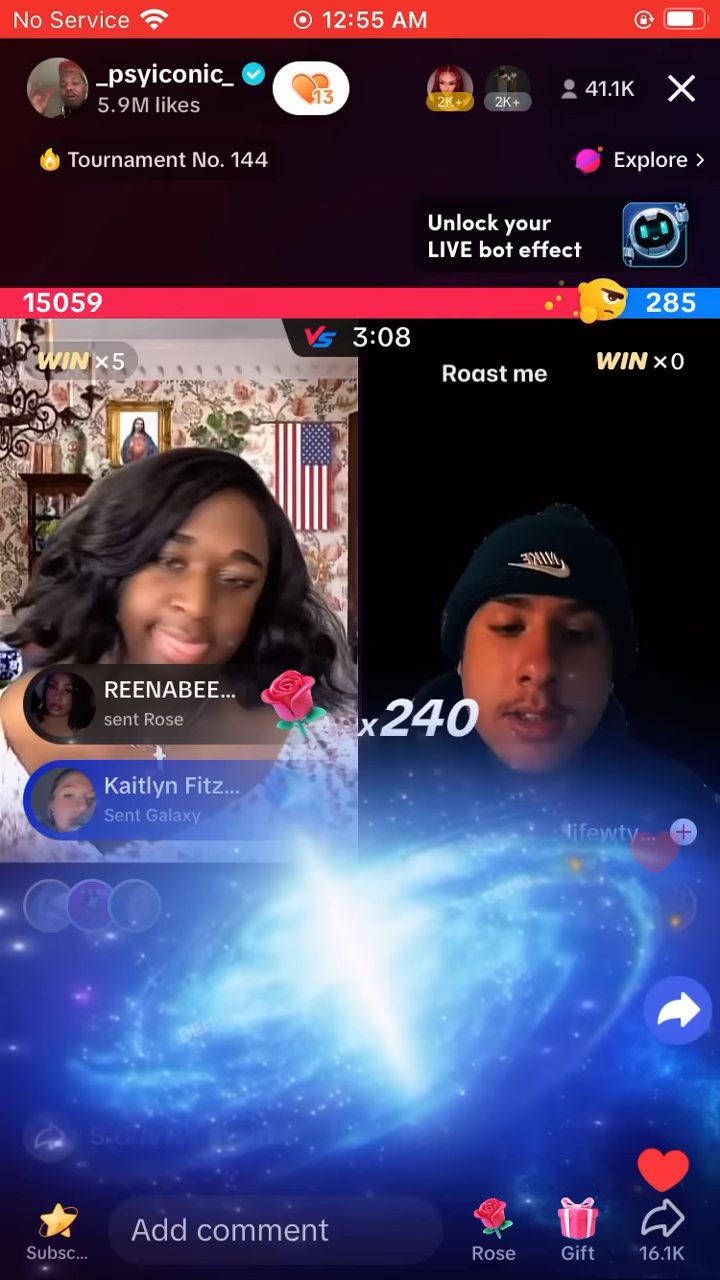 No Service
12:55 AM
_psyiconic_
5.9M likes
13
2K+
2K+
41.1K
Tournament No. 144
Explore >
Unlock your
LIVE bot effect
15059
285
VS 3:08
WIN ×5
WIN ×0
Roast me
REENABEE...
sent Rose
x240
Kaitlyn Fitz...
Sent Galaxy
lifewty...
Add comment
Subsc...
Rose
Gift
16.1K